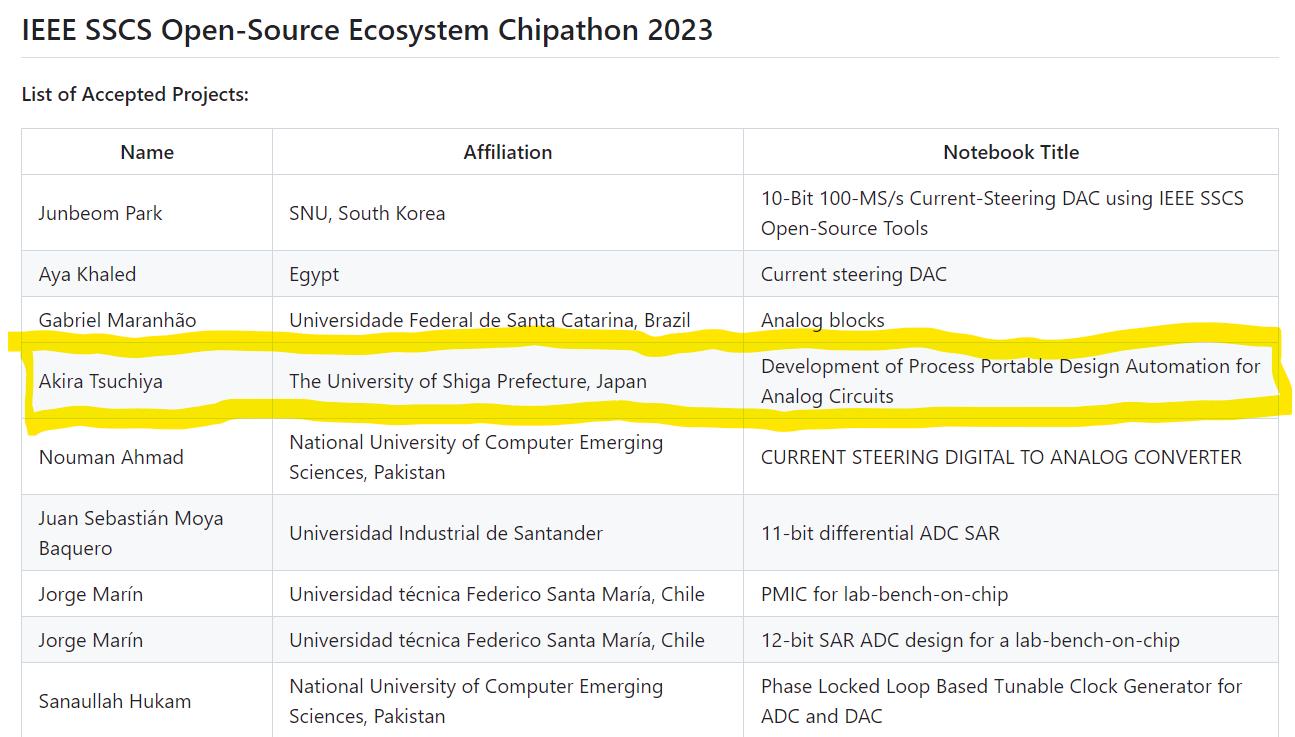 IEEE SSCS Open-Source Ecosystem Chipathon 2023
List of Accepted Projects:
Name Affiliation Notebook Title
Junbeom Park SNU, South Korea 10-Bit 100-MS/s Current-Steering DAC using IEEE SSCS
Open-Source Tools
Aya Khaled Egypt Current steering DAC
Gabriel Maranhão Universidade Federal de Santa Catarina, Brazil Analog blocks
Akira Tsuchiya The University of Shiga Prefecture, Japan Development of Process Portable Design Automation for
Analog Circuits
Nouman Ahmad National University of Computer Emerging
Sciences, Pakistan CURRENT STEERING DIGITAL TO ANALOG CONVERTER
Juan Sebastián Moya
Baquero Universidad Industrial de Santander 11-bit differential ADC SAR
Jorge Marín Universidad técnica Federico Santa María, Chile PMIC for lab-bench-on-chip
Jorge Marín Universidad técnica Federico Santa María, Chile 12-bit SAR ADC design for a lab-bench-on-chip
Sanaullah Hukam National University of Computer Emerging
Sciences, Pakistan Phase Locked Loop Based Tunable Clock Generator for
ADC and DAC